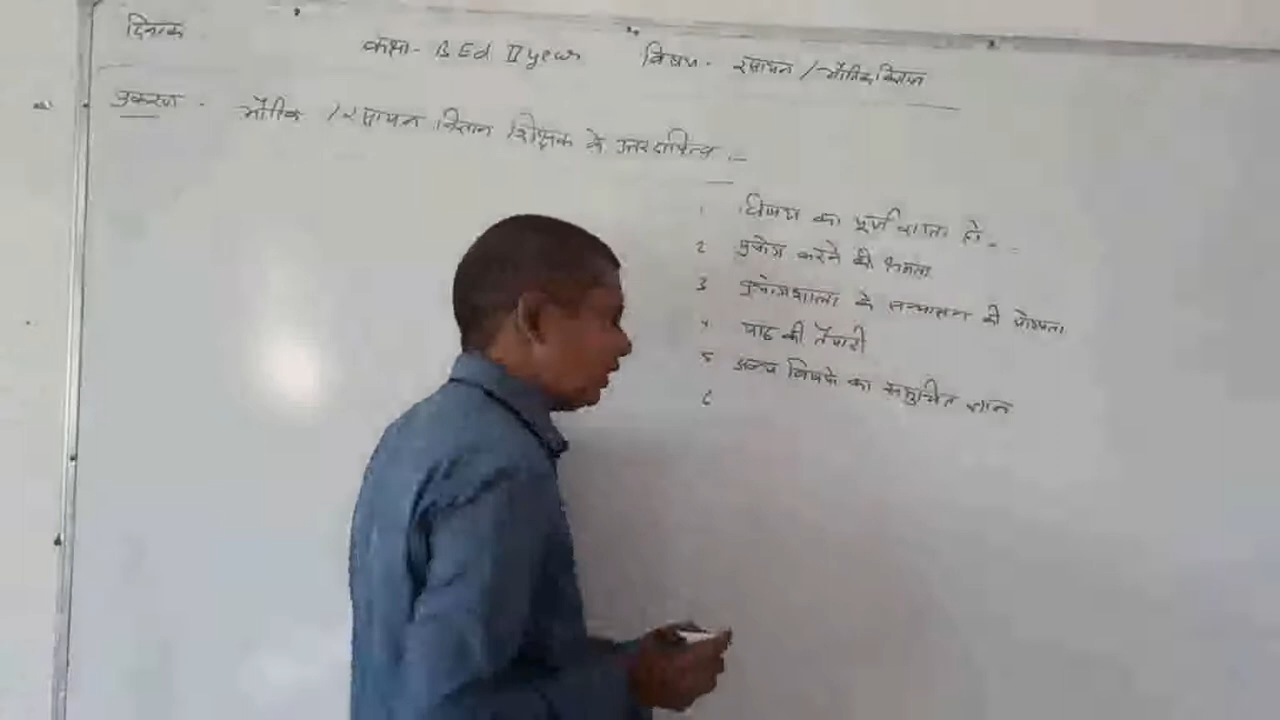 दिनांक
कक्षा - B Ed II year विषय - रसायन / भौतिक विज्ञान
प्रकरण - भौतिक / रसायन विज्ञान शिक्षक के उत्तरदायित्व :-
1 विषय का पूर्ण ज्ञाता हो -
2 प्रयोग करने की क्षमता
3 प्रयोगशाला के सन्चालन की योग्यता
4 पाठ की तैयारी
5 अन्य विषयो का समुचित ज्ञान
6